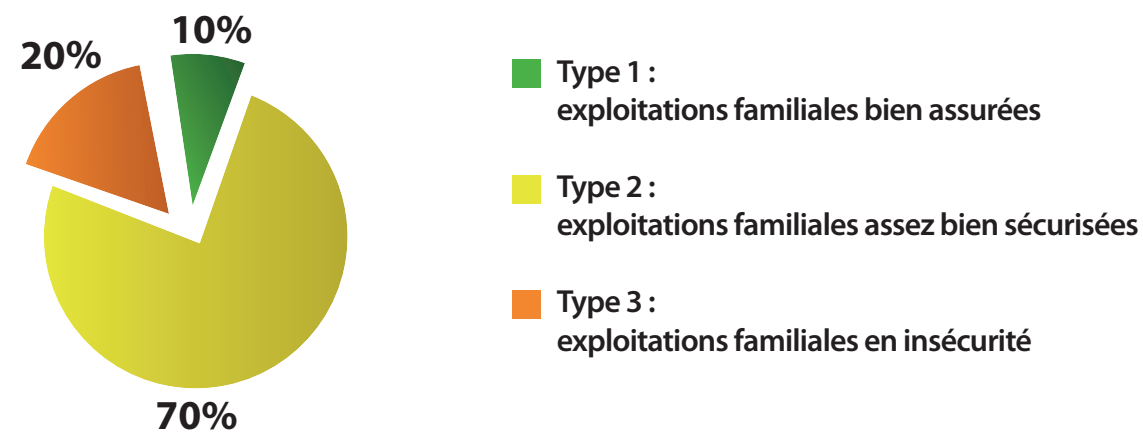 10%
20%
70%
Type 1 :
exploitations familiales bien assurées
Type 2 :
exploitations familiales assez bien sécurisées
Type 3 :
exploitations familiales en insécurité